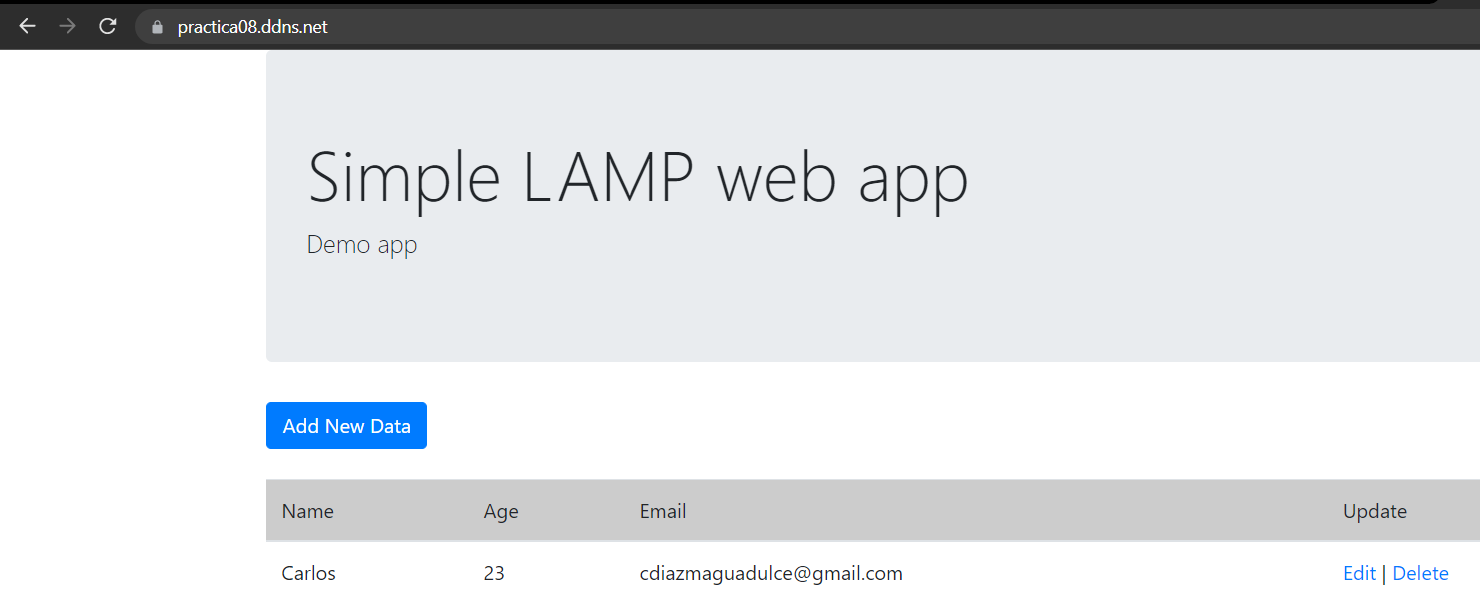 practica08.ddns.net
Simple LAMP web app
Demo app
Add New Data
Name Age Email Update
Carlos 23 cdiazmaguadulce@gmail.com Edit | Delete